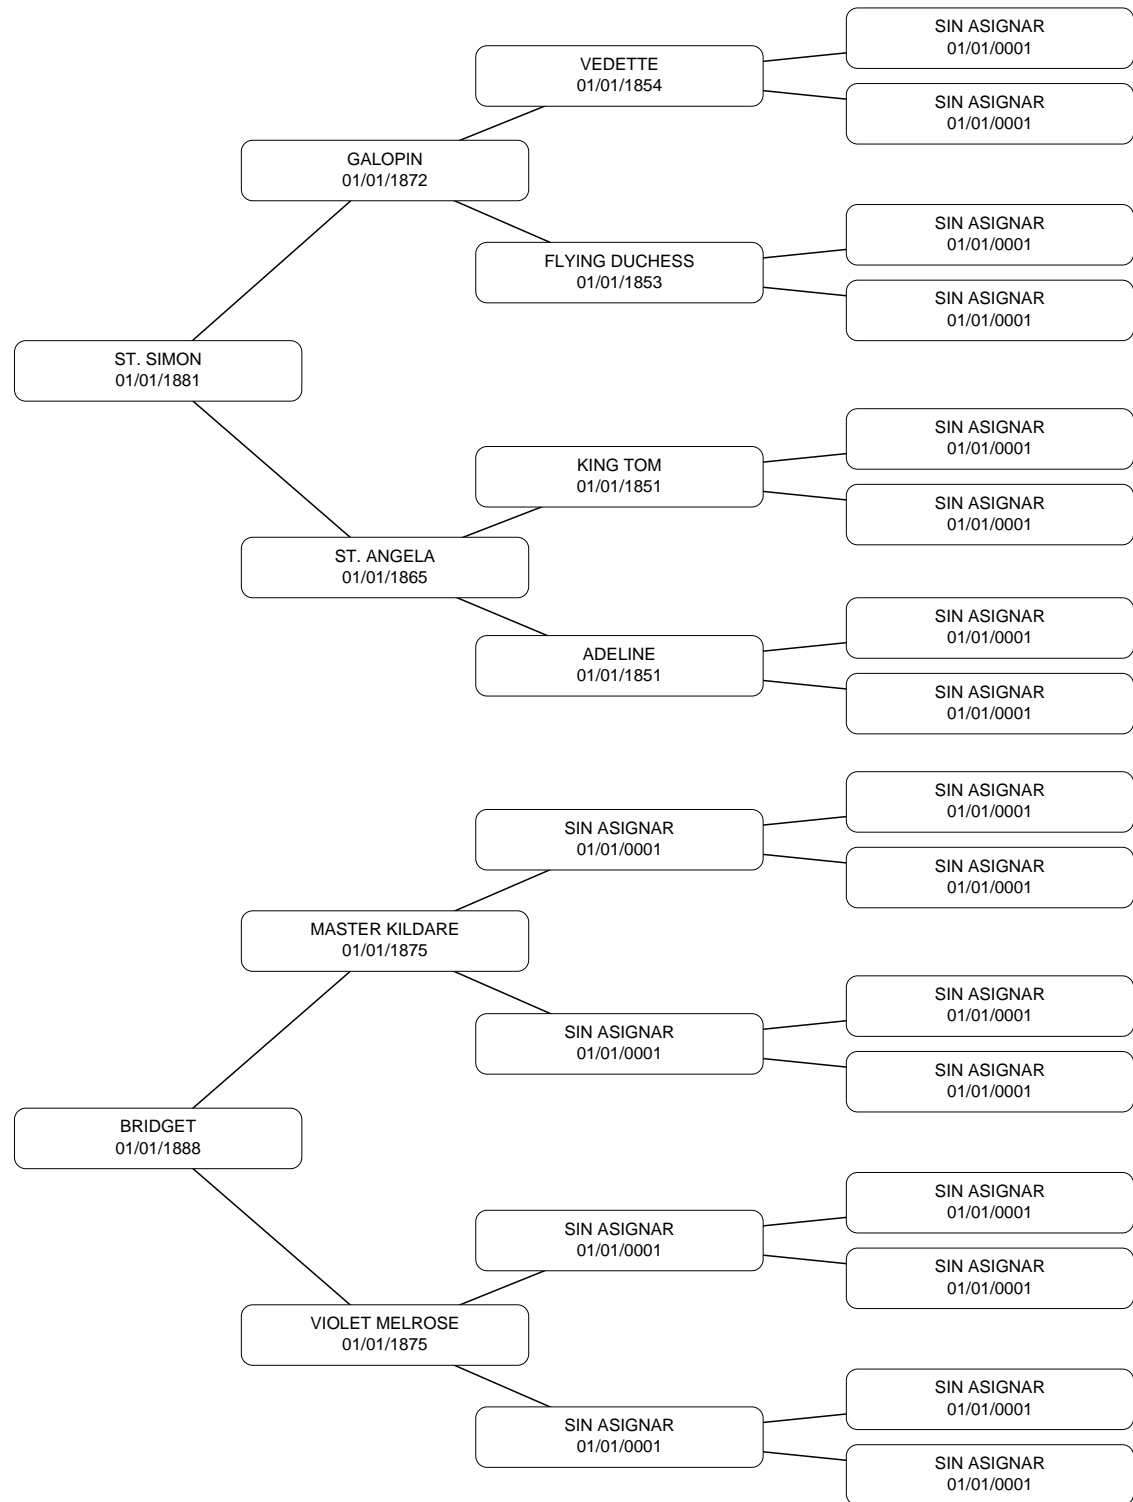 SIN ASIGNAR
01/01/0001
VEDETTE
01/01/1854
SIN ASIGNAR
01/01/0001
GALOPIN
01/01/1872
SIN ASIGNAR
01/01/0001
FLYING DUCHESS
01/01/1853
SIN ASIGNAR
01/01/0001
ST. SIMON
01/01/1881
SIN ASIGNAR
01/01/0001
KING TOM
01/01/1851
SIN ASIGNAR
01/01/0001
ST. ANGELA
01/01/1865
SIN ASIGNAR
01/01/0001
ADELINE
01/01/1851
SIN ASIGNAR
01/01/0001
SIN ASIGNAR
01/01/0001
SIN ASIGNAR
01/01/0001
SIN ASIGNAR
01/01/0001
MASTER KILDARE
01/01/1875
SIN ASIGNAR
01/01/0001
SIN ASIGNAR
01/01/0001
SIN ASIGNAR
01/01/0001
BRIDGET
01/01/1888
SIN ASIGNAR
01/01/0001
SIN ASIGNAR
01/01/0001
SIN ASIGNAR
01/01/0001
VIOLET MELROSE
01/01/1875
SIN ASIGNAR
01/01/0001
SIN ASIGNAR
01/01/0001
SIN ASIGNAR
01/01/0001